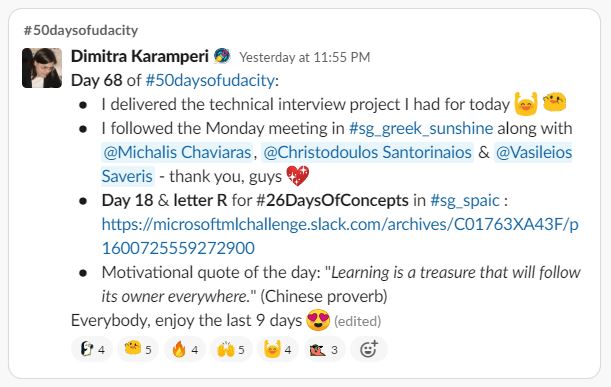 #50daysofudacity
Dimitra Karamperi Yesterday at 11:55 PM
Day 68 of #50daysofudacity:
• I delivered the technical interview project I had for today
• I followed the Monday meeting in #sg_greek_sunshine along with
@Michalis Chaviaras, @Christodoulos Santorinaios & @Vasileios
Saveris - thank you, guys
• Day 18 & letter R for #26DaysOfConcepts in #sg_spaic :
https://microsoftmlchallenge.slack.com/archives/C01763XA43F/p
1600725559272900
• Motivational quote of the day: "Learning is a treasure that will follow
its owner everywhere." (Chinese proverb)
Everybody, enjoy the last 9 days (edited)
4 5 4 5 4 3